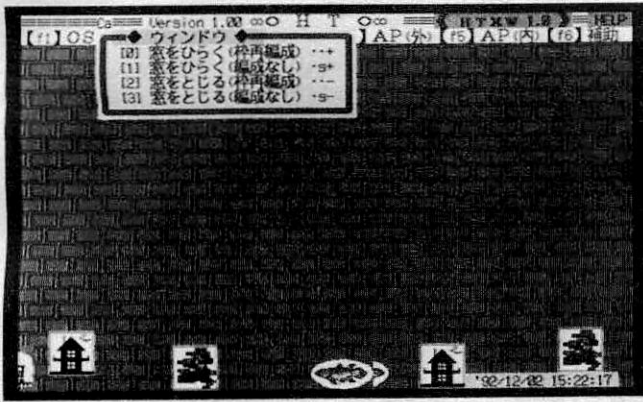 Ca Version 1.00 ∞○ H T ○∞ HTXW 1.0 HELP
【f1】OS 】AP(外)【f5】AP(内)【f6】補助
◆ ウィンドウ ◆
[0] 窓をひらく(枠再編成) --+
[1] 窓をひらく(編成なし) -s+
[2] 窓をとじる(枠再編成) ---
[3] 窓をとじる(編成なし) -s-
'92/12/02 15:22:17